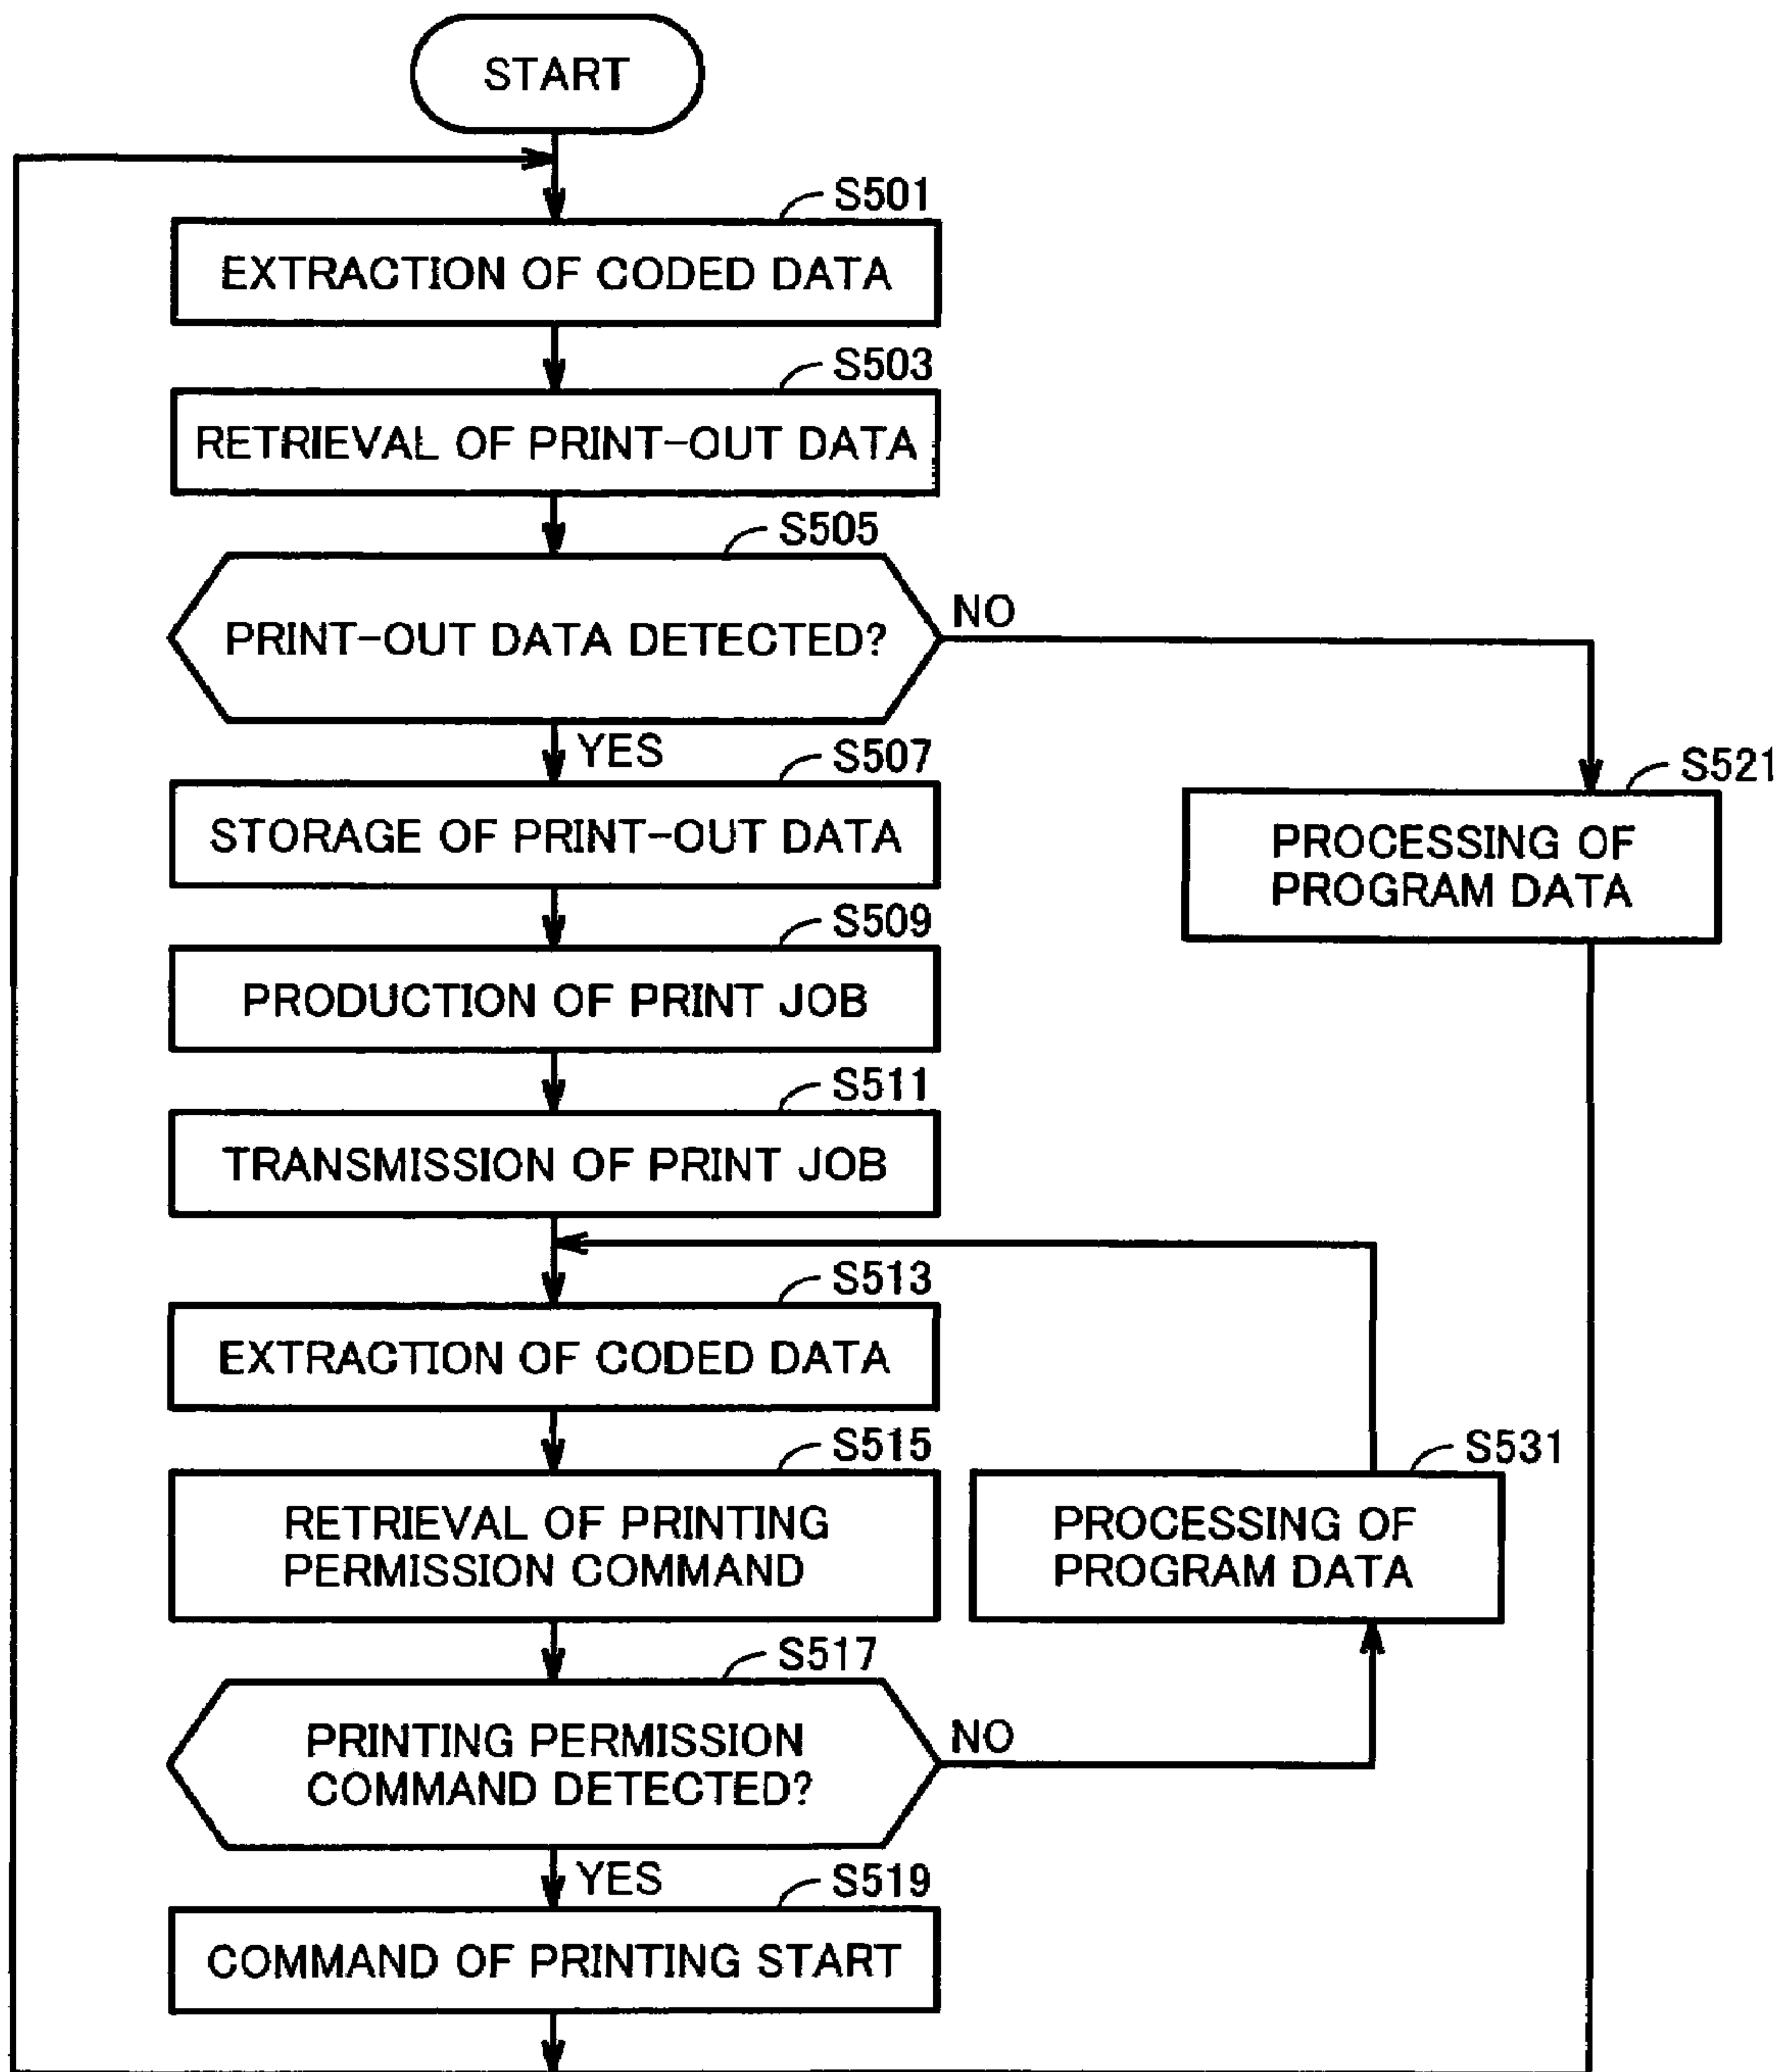 START
S501
EXTRACTION OF CODED DATA
S503
RETRIEVAL OF PRINT-OUT DATA
S505
PRINT-OUT DATA DETECTED?
NO
YES
S507
STORAGE OF PRINT-OUT DATA
S521
PROCESSING OF
PROGRAM DATA
S509
PRODUCTION OF PRINT JOB
S511
TRANSMISSION OF PRINT JOB
S513
EXTRACTION OF CODED DATA
S515
RETRIEVAL OF PRINTING
PERMISSION COMMAND
S531
PROCESSING OF
PROGRAM DATA
S517
PRINTING PERMISSION
COMMAND DETECTED?
NO
YES
S519
COMMAND OF PRINTING START